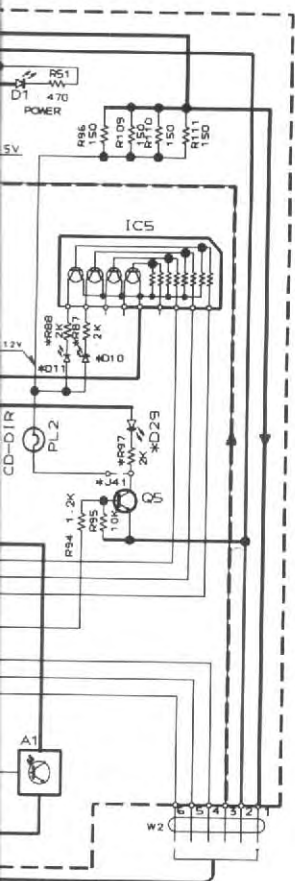 R51
D1
470
POWER
R96
150
R109
150
R110
150
R111
150
5V
IC5
*R88
2K
*R87
2K
12V
*D11
*D10
CD-DIR
PL2
*D29
*R97
2K
*J41
Q5
R94
1.2K
R95
10K
A1
6 5 4 3 2 1
W2